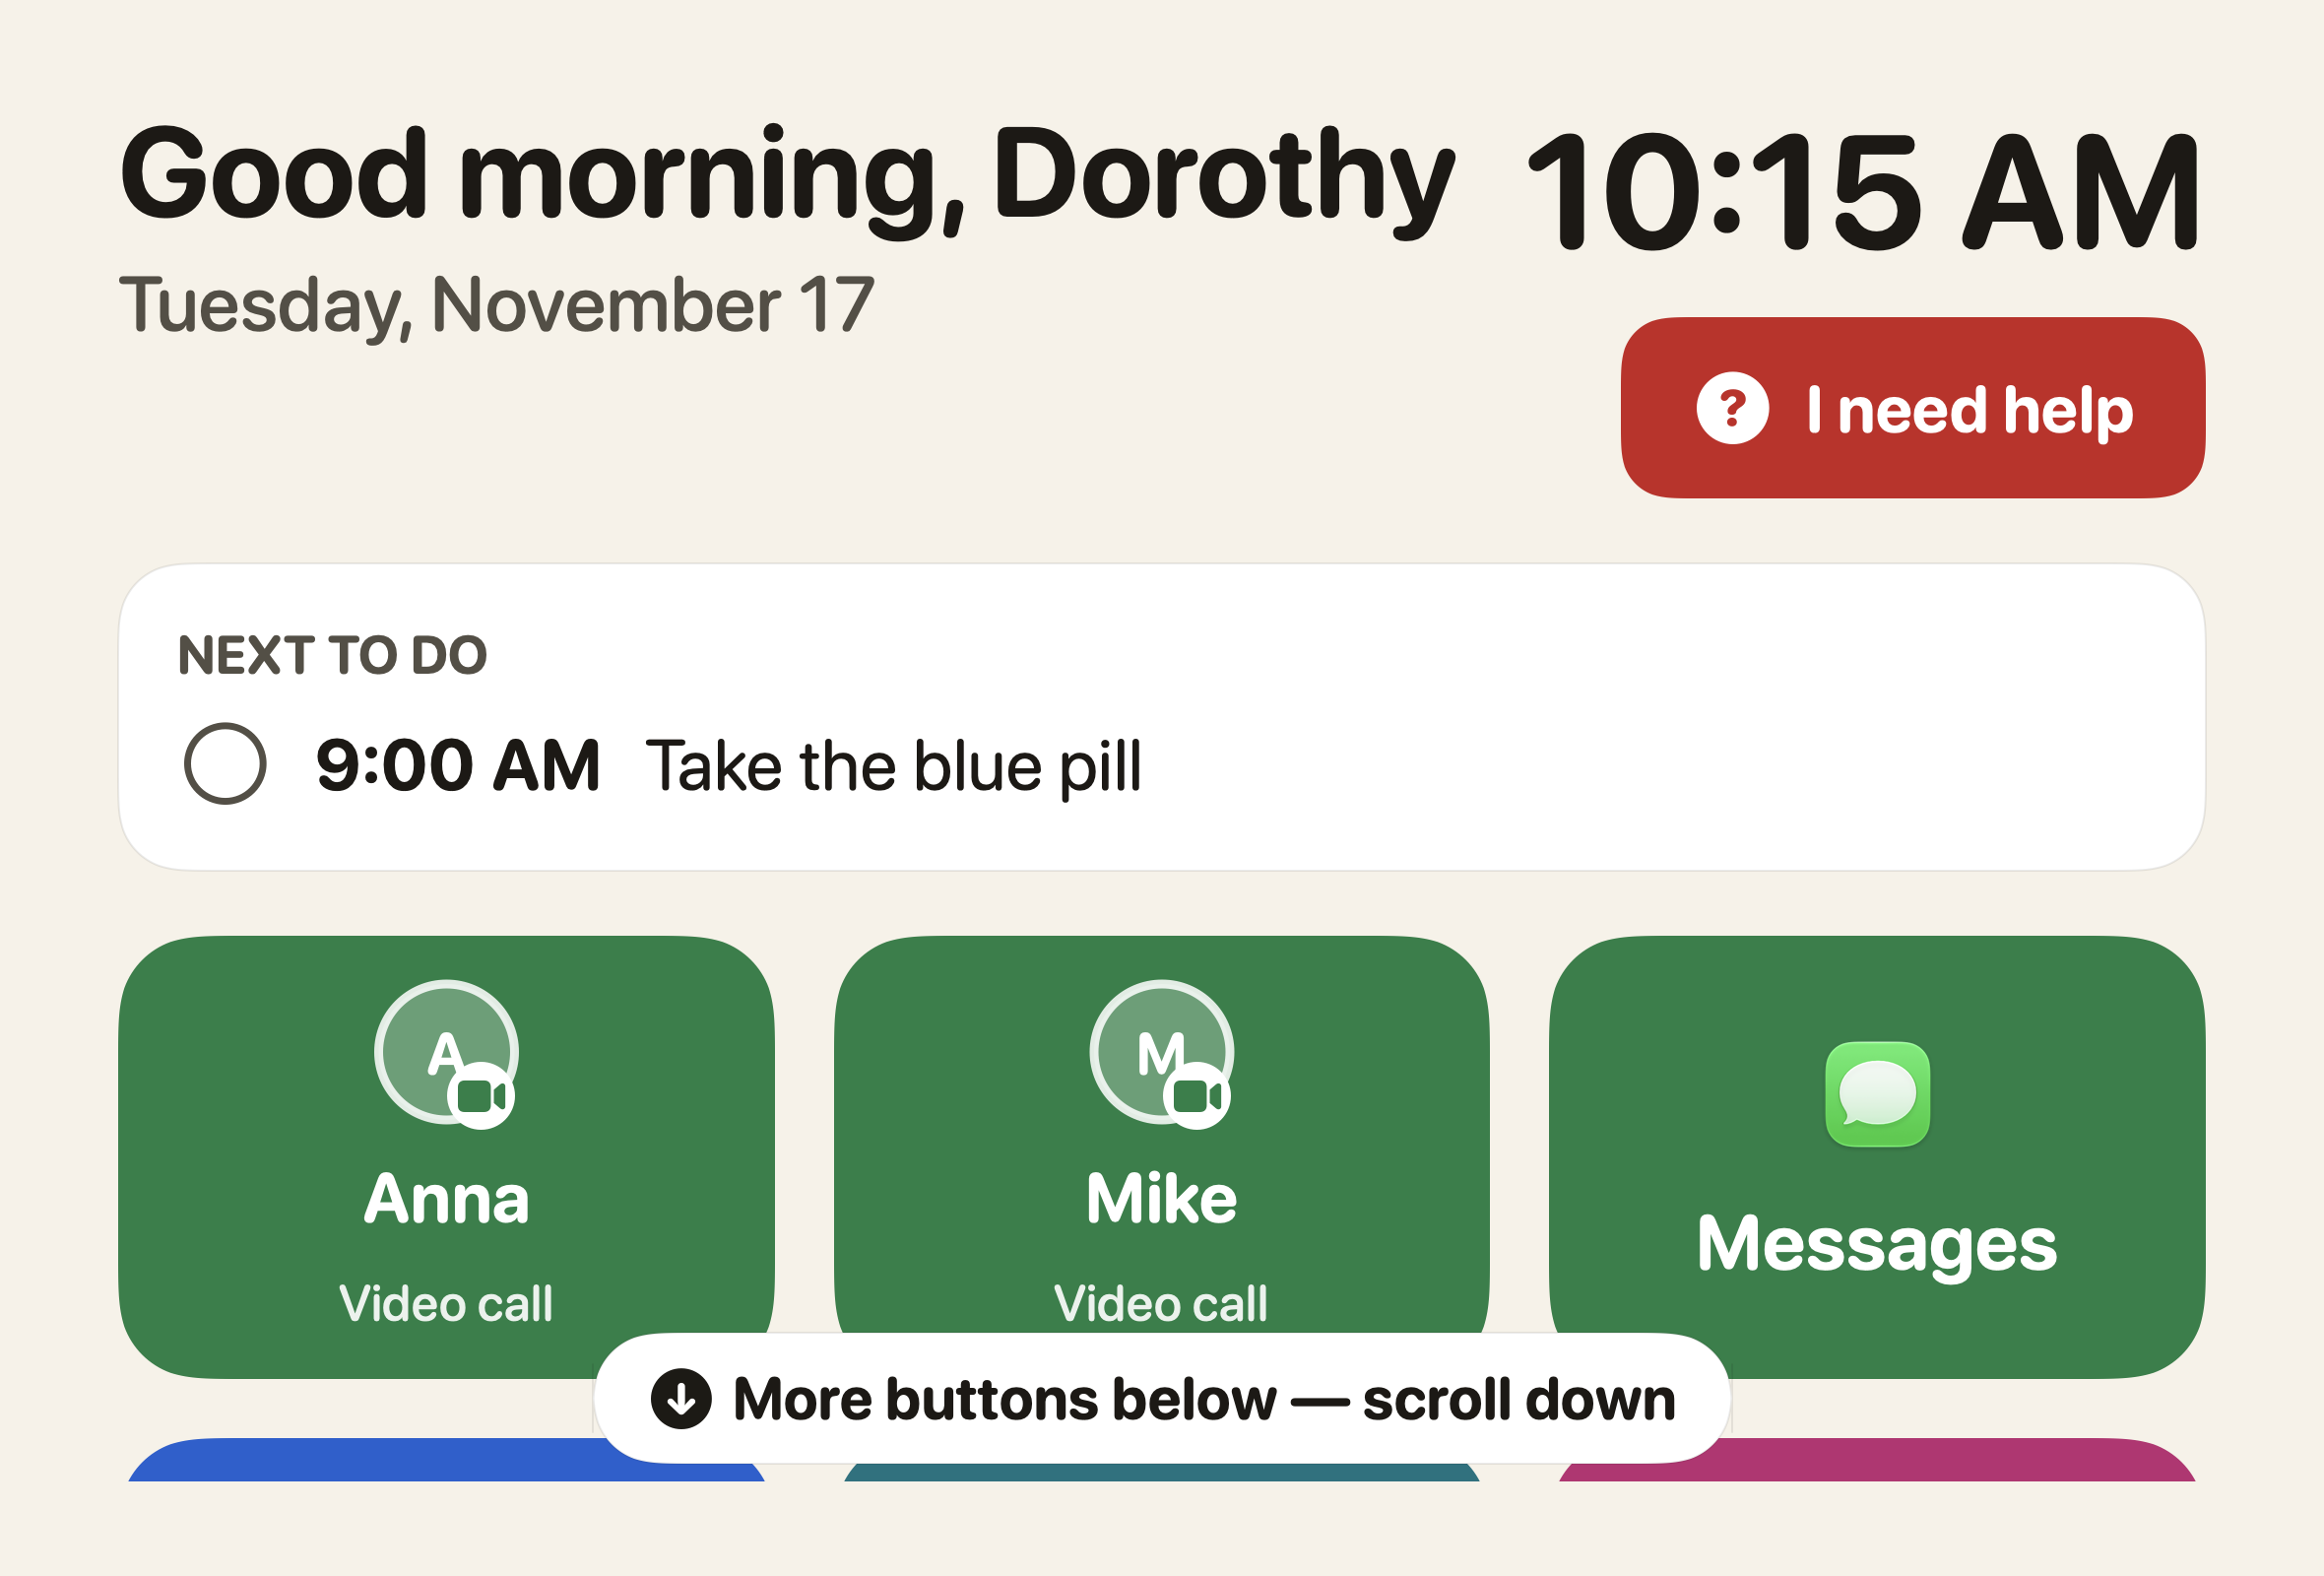 Good morning, Dorothy
10:15 AM
Tuesday, November 17
? I need help
NEXT TO DO
9:00 AM Take the blue pill
A
M
Anna
Mike
Messages
Video call
Video call
More buttons below — scroll down